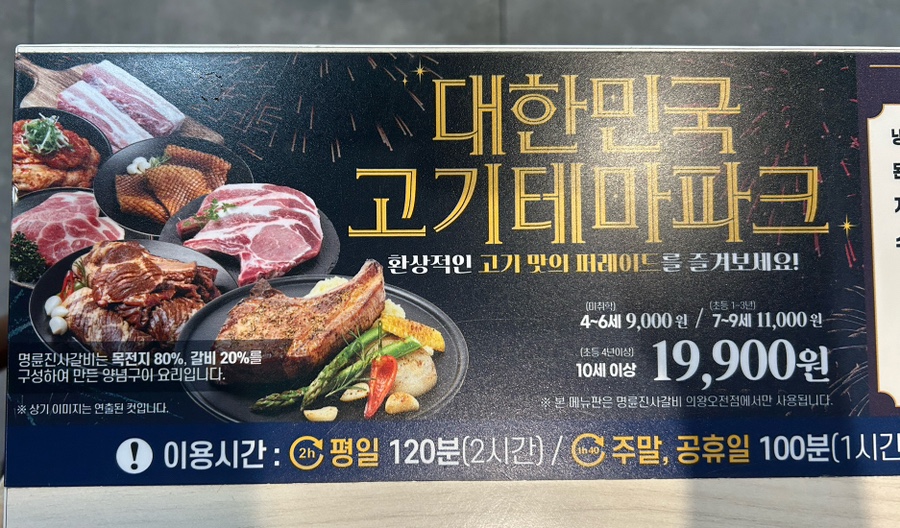 대한민국
고기테마파크
환상적인 고기 맛의 퍼레이드를 즐겨보세요!
(미취학) (초등 1~3년)
4~6세 9,000원 / 7~9세 11,000원
(초등 4년이상)
10세 이상 19,900원
※ 본 메뉴판은 명륜진사갈비 의왕오전점에서만 사용됩니다.
명륜진사갈비는 목전지 80%, 갈비 20%를
구성하여 만든 양념구이 요리입니다.
※ 상기 이미지는 연출된 컷입니다.
! 이용시간 : 2h 평일 120분(2시간) / 1h40 주말, 공휴일 100분(1시간